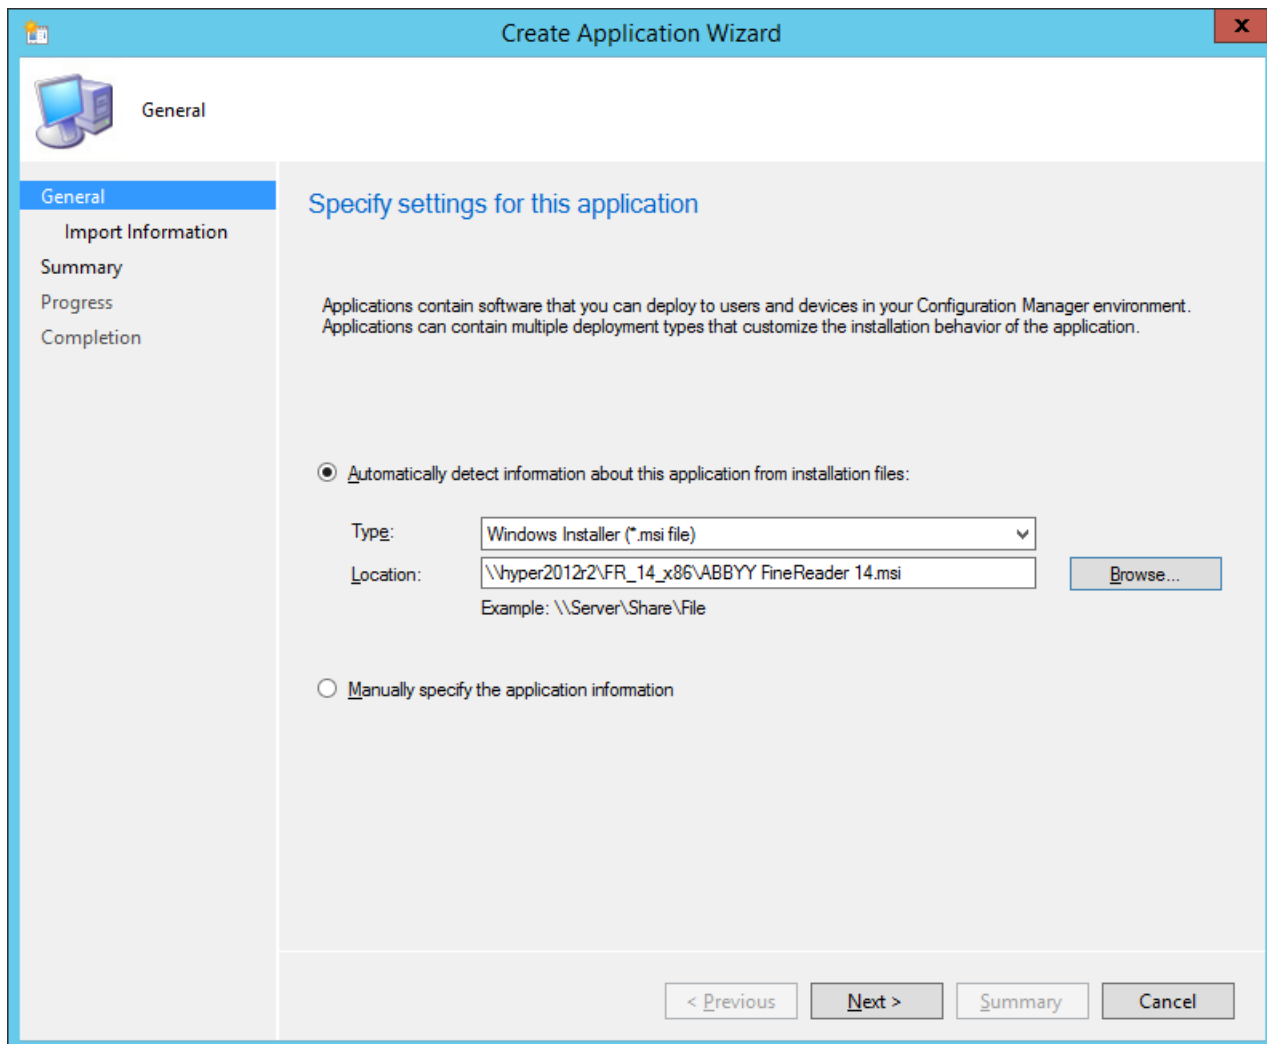 Create Application Wizard
X
General
General
Import Information
Summary
Progress
Completion
Specify settings for this application
Applications contain software that you can deploy to users and devices in your Configuration Manager environment.
Applications can contain multiple deployment types that customize the installation behavior of the application.
Automatically detect information about this application from installation files:
Type: Windows Installer (*.msi file)
Location: \\hyper2012r2\FR_14_x86\ABBYY FineReader 14.msi Browse...
Example: \\Server\Share\File
Manually specify the application information
< Previous Next > Summary Cancel